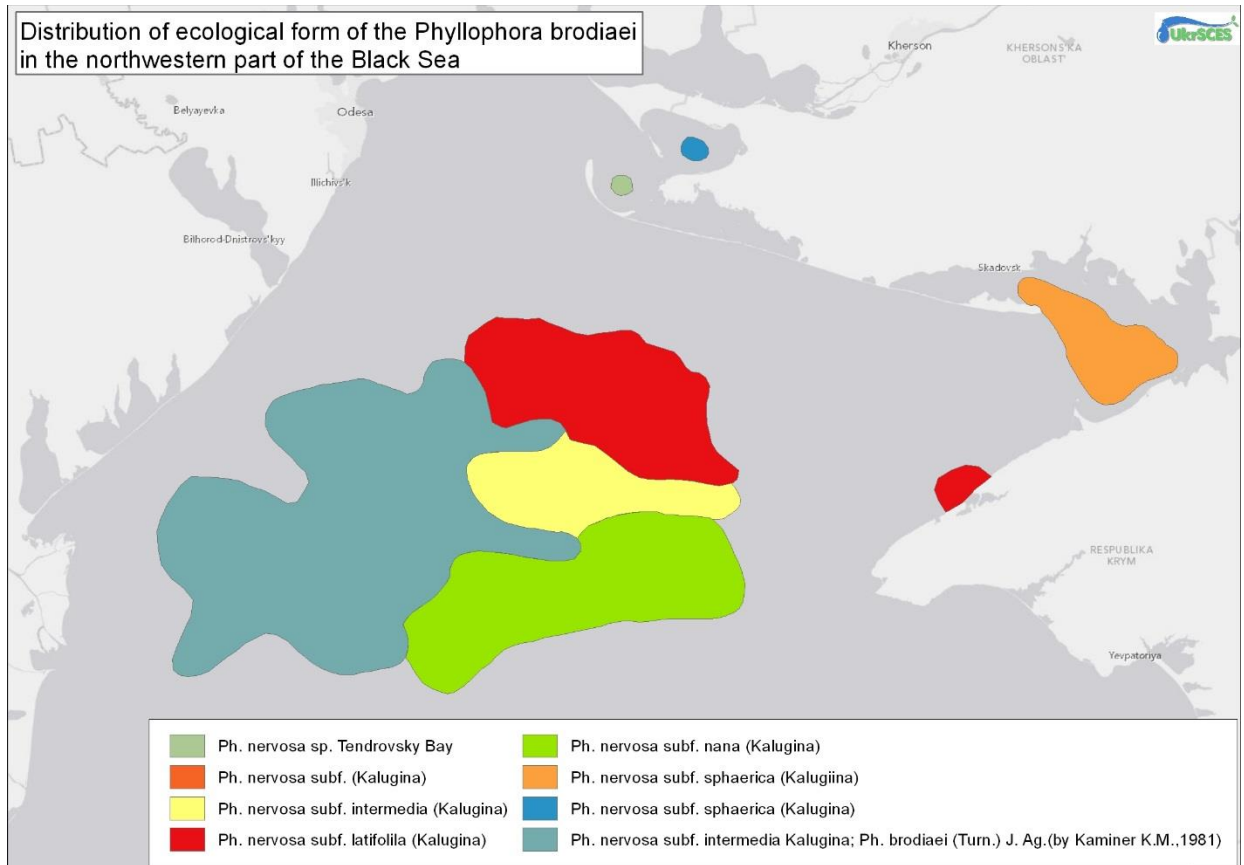 Distribution of ecological form of the Phyllophora brodiaei
in the northwestern part of the Black Sea
UkrSCES
Kherson
KHERSONS'KA
OBLAST'
Belyayevka
Odesa
Illichivs'k
Bilhorod-Dnistrovs'kyy
Skadovsk
RESPUBLIKA
KRYM
Yevpatoriya
Ph. nervosa sp. Tendrovsky Bay
Ph. nervosa subf. (Kalugina)
Ph. nervosa subf. intermedia (Kalugina)
Ph. nervosa subf. latifolila (Kalugina)
Ph. nervosa subf. nana (Kalugina)
Ph. nervosa subf. sphaerica (Kalugiina)
Ph. nervosa subf. sphaerica (Kalugina)
Ph. nervosa subf. intermedia Kalugina; Ph. brodiaei (Turn.) J. Ag.(by Kaminer K.M.,1981)